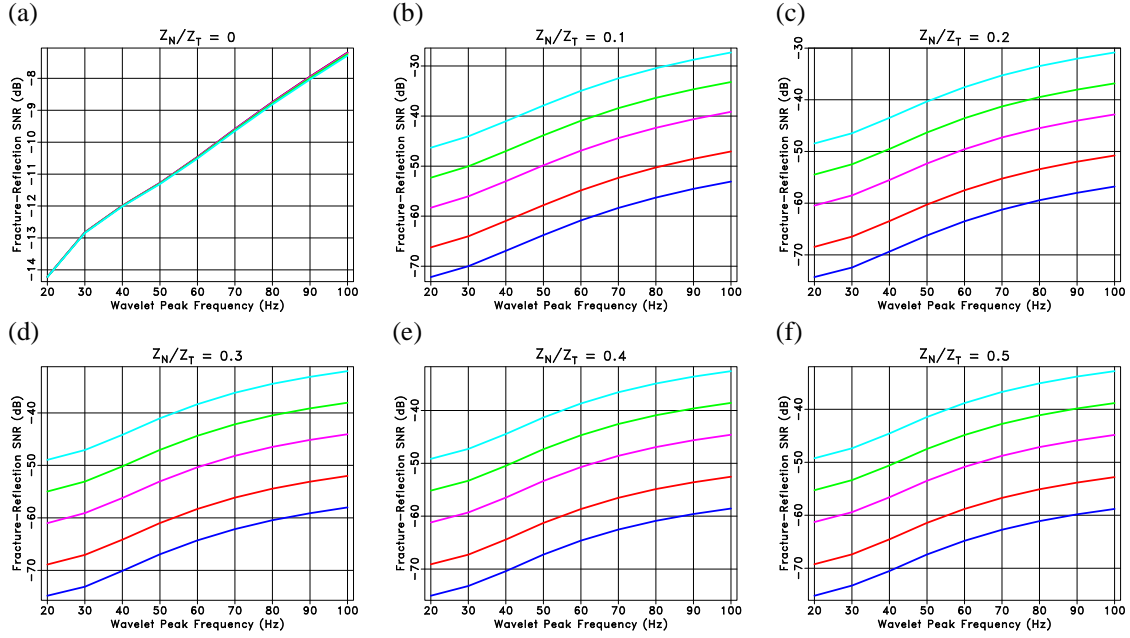 (a)
Z_N/Z_T = 0
Fracture−Reflection SNR (dB)
−8
−9
−10
−11
−12
−13
−14
20 30 40 50 60 70 80 90 100
Wavelet Peak Frequency (Hz)
(b)
Z_N/Z_T = 0.1
Fracture−Reflection SNR (dB)
−30
−40
−50
−60
−70
20 30 40 50 60 70 80 90 100
Wavelet Peak Frequency (Hz)
(c)
Z_N/Z_T = 0.2
Fracture−Reflection SNR (dB)
−30
−40
−50
−60
−70
20 30 40 50 60 70 80 90 100
Wavelet Peak Frequency (Hz)
(d)
Z_N/Z_T = 0.3
Fracture−Reflection SNR (dB)
−40
−50
−60
−70
20 30 40 50 60 70 80 90 100
Wavelet Peak Frequency (Hz)
(e)
Z_N/Z_T = 0.4
Fracture−Reflection SNR (dB)
−40
−50
−60
−70
20 30 40 50 60 70 80 90 100
Wavelet Peak Frequency (Hz)
(f)
Z_N/Z_T = 0.5
Fracture−Reflection SNR (dB)
−40
−50
−60
−70
20 30 40 50 60 70 80 90 100
Wavelet Peak Frequency (Hz)